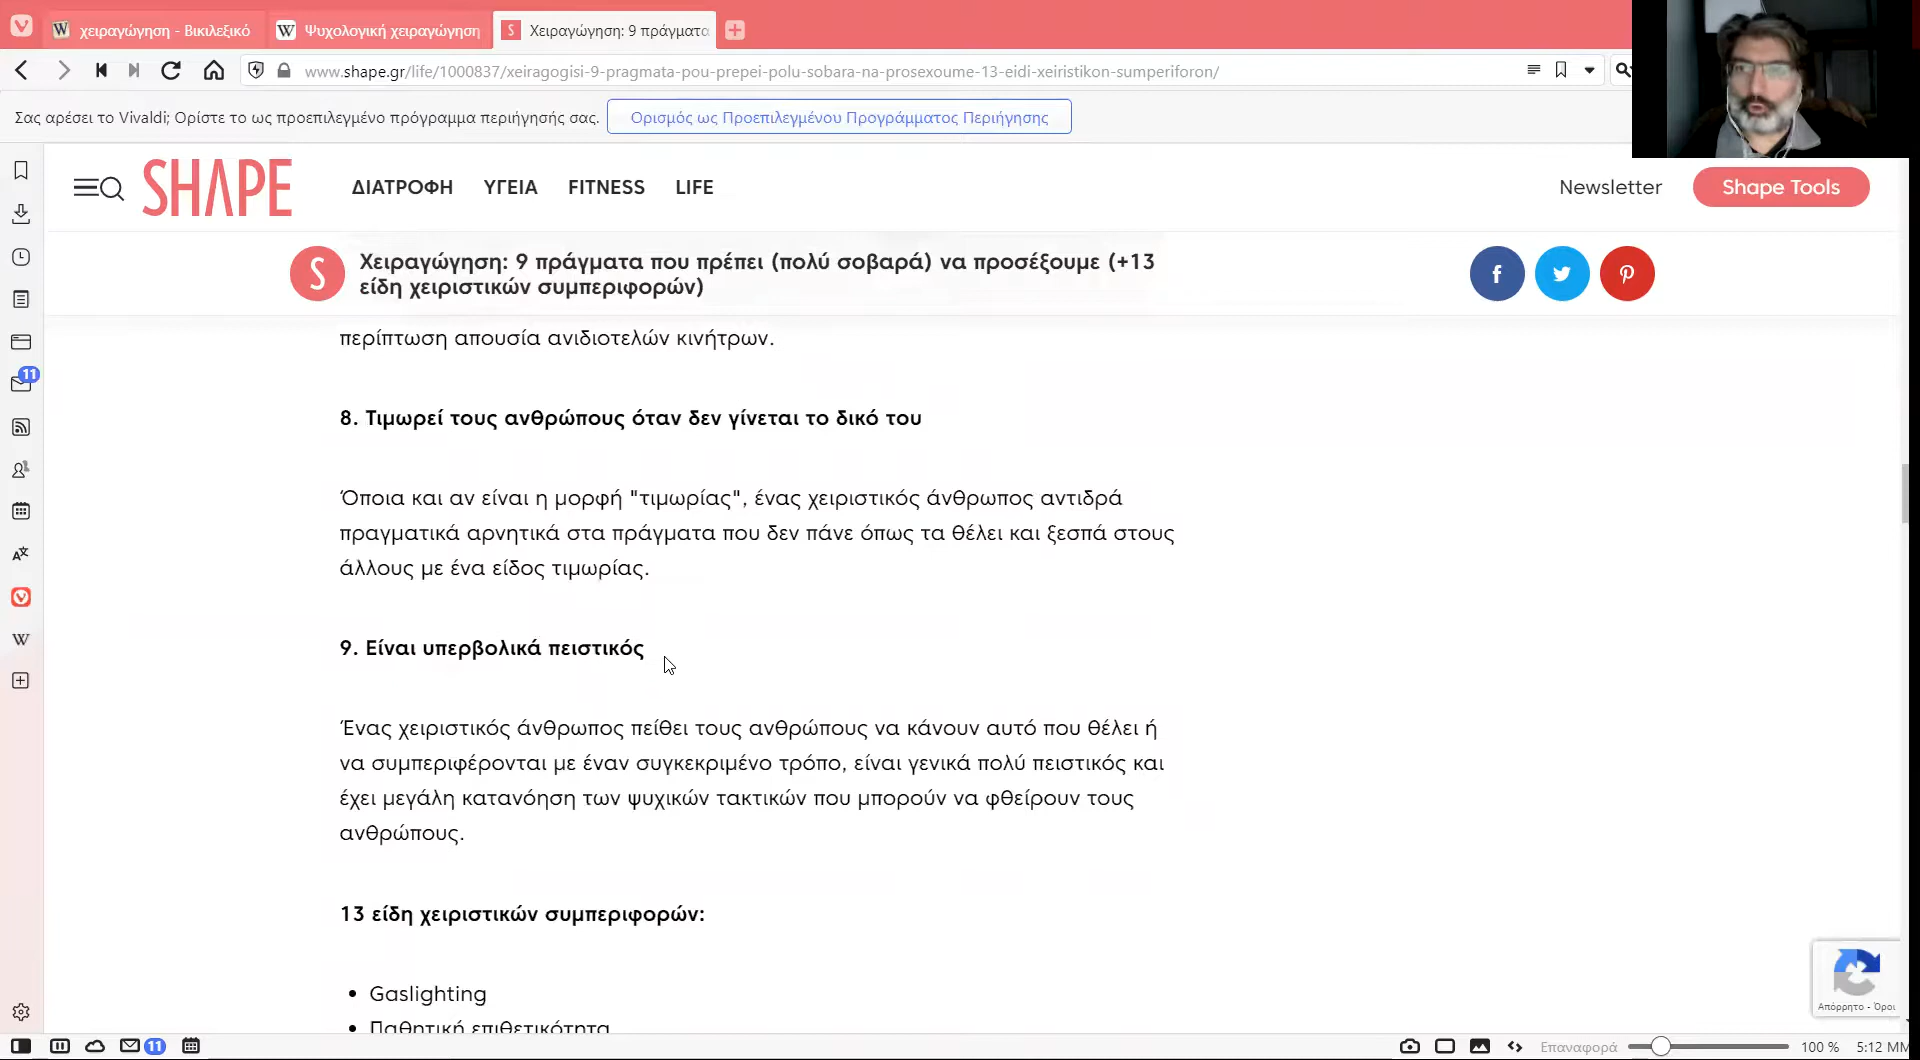 χειραγώγηση - Βικιλεξικό
Ψυχολογική χειραγώγηση
Χειραγώγηση: 9 πράγματα
www.shape.gr/life/1000837/xeiragogisi-9-pragmata-pou-prepei-polu-sobara-na-prosexoume-13-eidi-xeiristikon-sumperiforon/
Σας αρέσει το Vivaldi; Ορίστε το ως προεπιλεγμένο πρόγραμμα περιήγησής σας.
Ορισμός ως Προεπιλεγμένου Προγράμματος Περιήγησης
SHAPE
ΔΙΑΤΡΟΦΗ ΥΓΕΙΑ FITNESS LIFE
Newsletter
Shape Tools
Χειραγώγηση: 9 πράγματα που πρέπει (πολύ σοβαρά) να προσέξουμε (+13
είδη χειριστικών συμπεριφορών)
περίπτωση απουσία ανιδιοτελών κινήτρων.
8. Τιμωρεί τους ανθρώπους όταν δεν γίνεται το δικό του
Όποια και αν είναι η μορφή "τιμωρίας", ένας χειριστικός άνθρωπος αντιδρά
πραγματικά αρνητικά στα πράγματα που δεν πάνε όπως τα θέλει και ξεσπά στους
άλλους με ένα είδος τιμωρίας.
9. Είναι υπερβολικά πειστικός
Ένας χειριστικός άνθρωπος πείθει τους ανθρώπους να κάνουν αυτό που θέλει ή
να συμπεριφέρονται με έναν συγκεκριμένο τρόπο, είναι γενικά πολύ πειστικός και
έχει μεγάλη κατανόηση των ψυχικών τακτικών που μπορούν να φθείρουν τους
ανθρώπους.
13 είδη χειριστικών συμπεριφορών:
• Gaslighting
• Παθητική επιθετικότητα
11
Απόρρητο - Όροι
11
Επαναφορά
100 %
5:12 ΜΜ